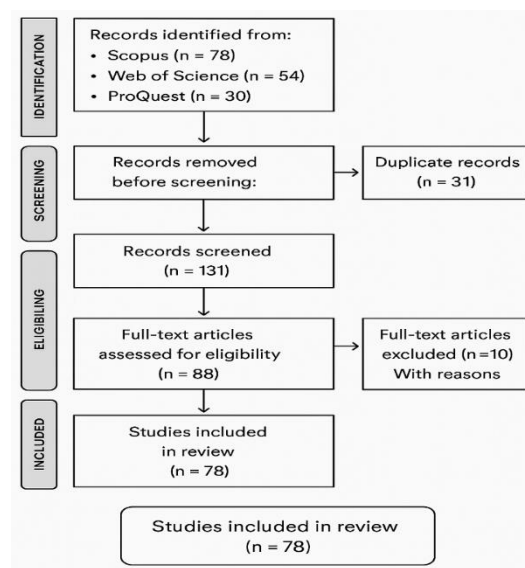 IDENTIFICATION
Records identified from:
• Scopus (n = 78)
• Web of Science (n = 54)
• ProQuest (n = 30)
SCREENING
Records removed
before screening:
Duplicate records
(n = 31)
Records screened
(n = 131)
ELIGIBILING
Full-text articles
assessed for eligibility
(n = 88)
Full-text articles
excluded (n=10)
With reasons
INCLUDED
Studies included
in review
(n = 78)
Studies included in review
(n = 78)